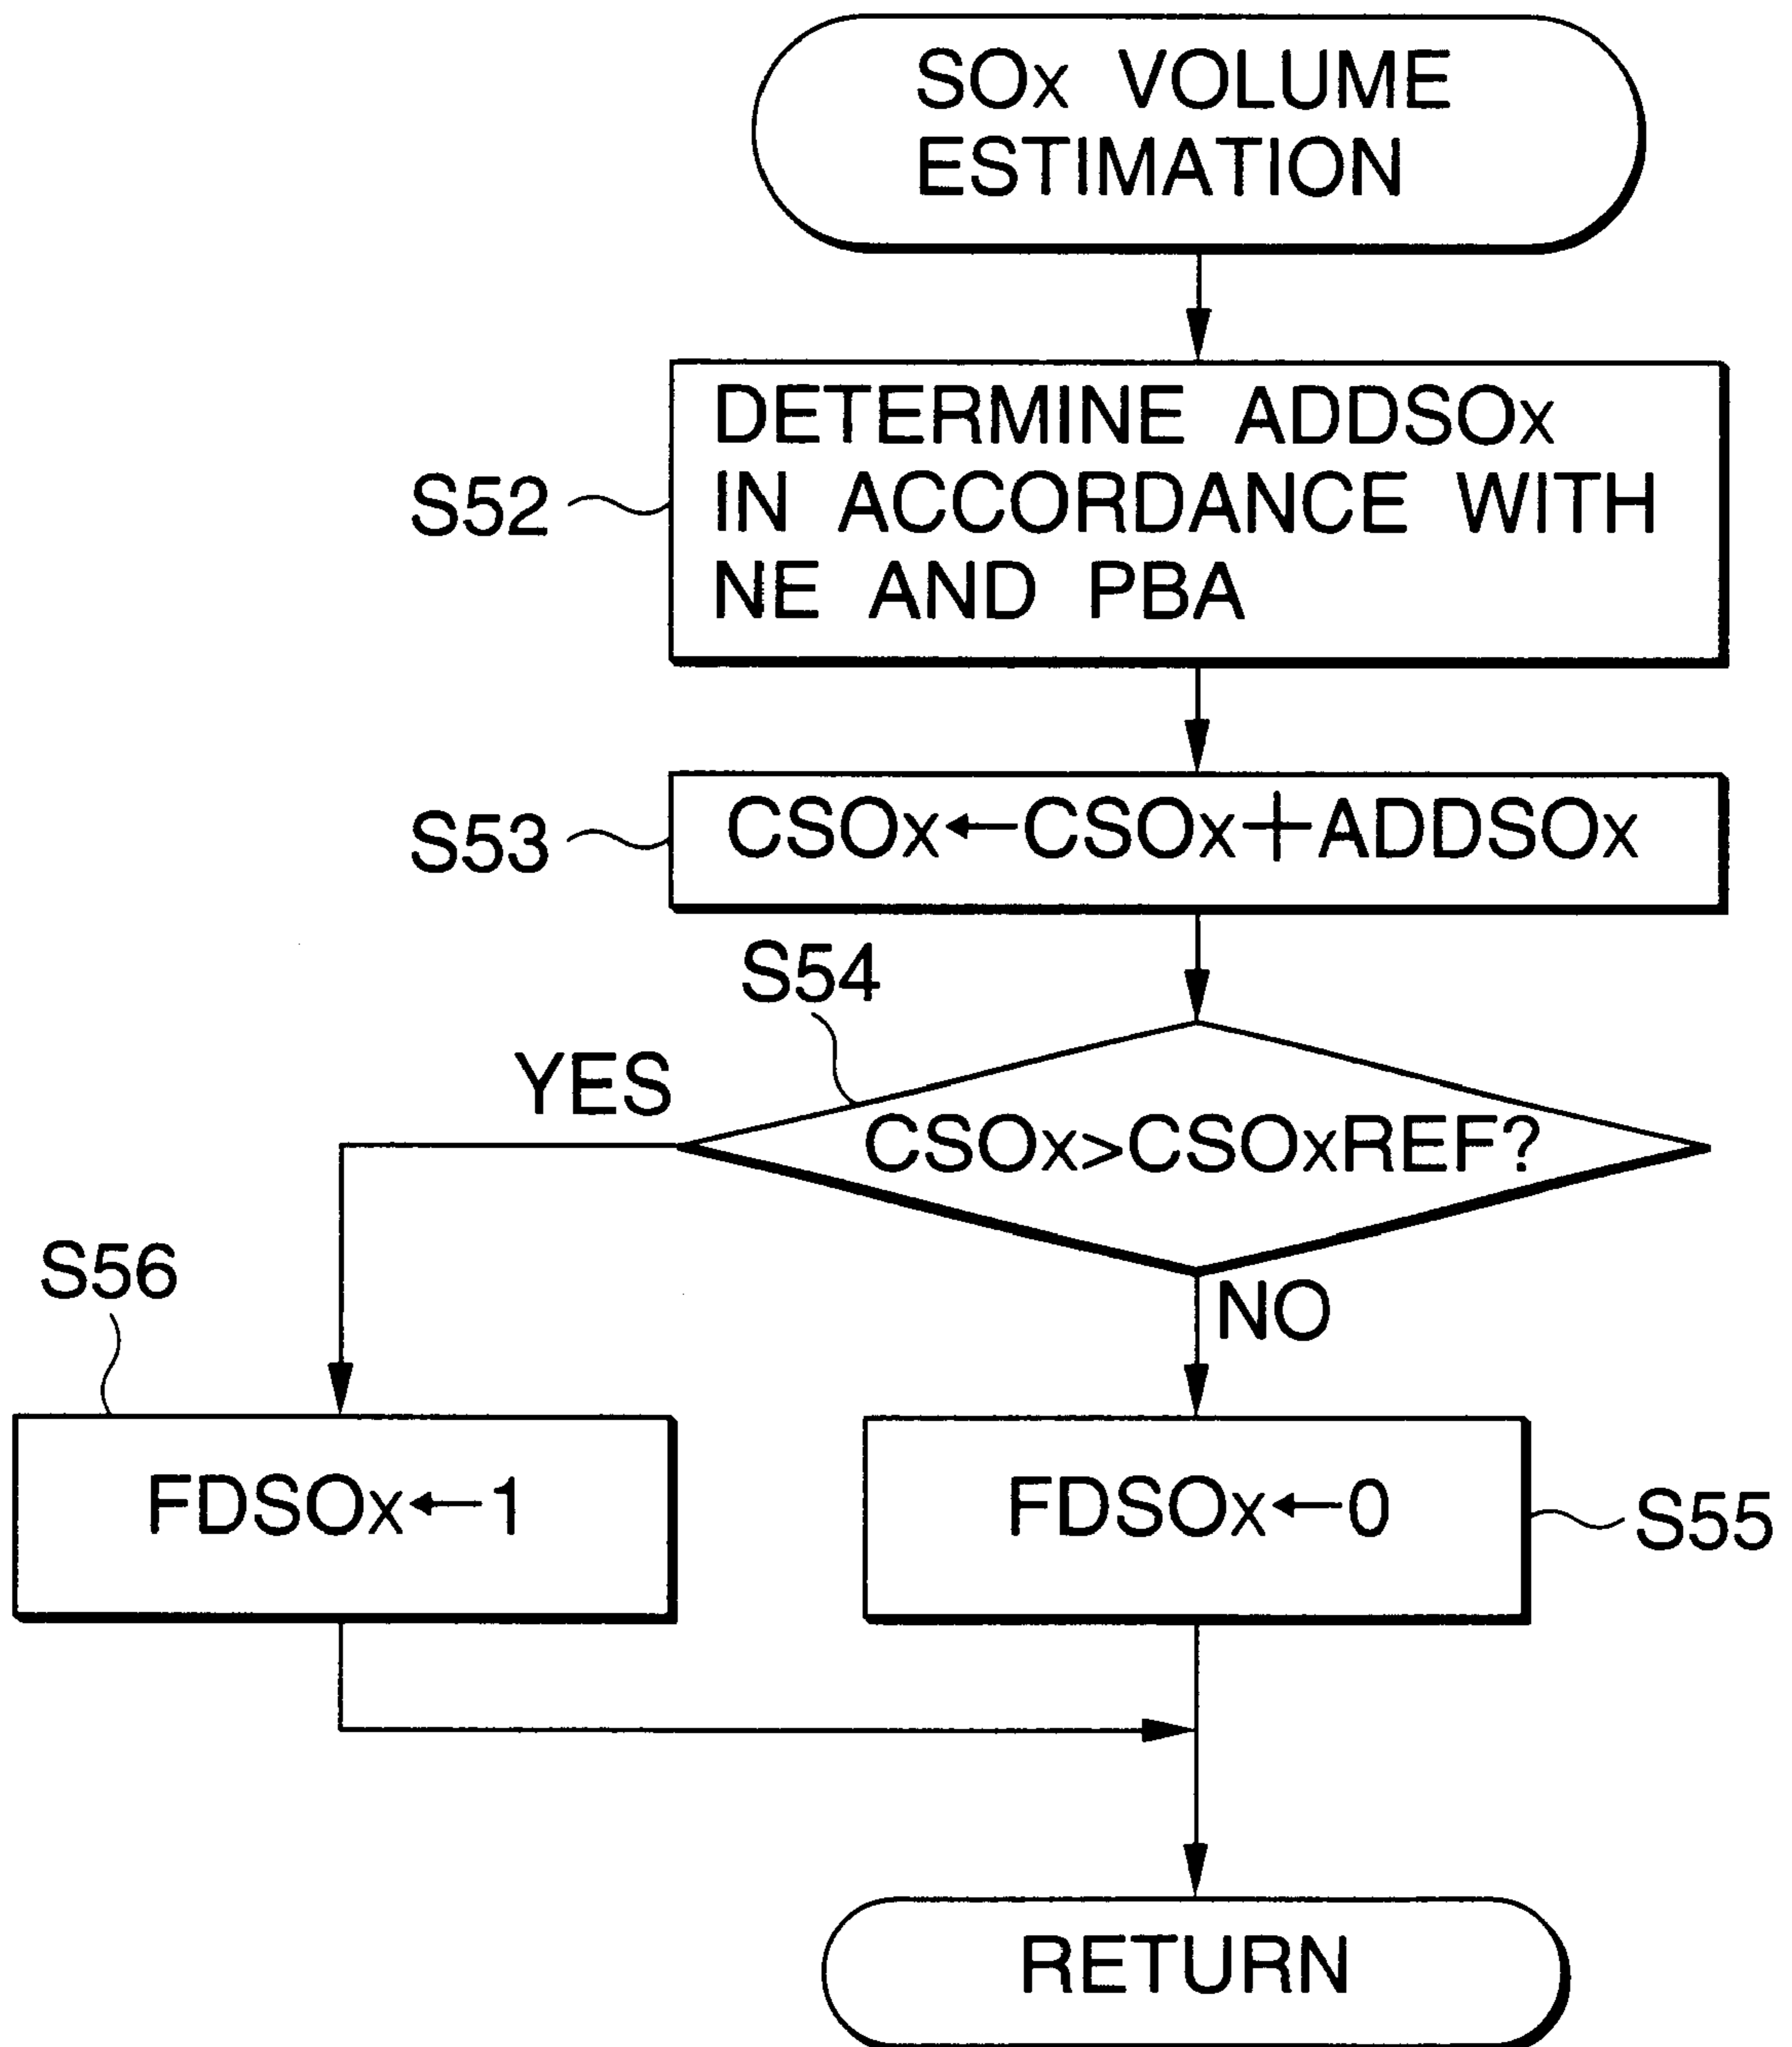 SOx VOLUME
ESTIMATION
DETERMINE ADDSOx
IN ACCORDANCE WITH
NE AND PBA
S52
CSOx←CSOx+ADDSOx
S53
S54
YES
CSOx>CSOxREF?
S56
NO
FDSOx←1
FDSOx←0
S55
RETURN